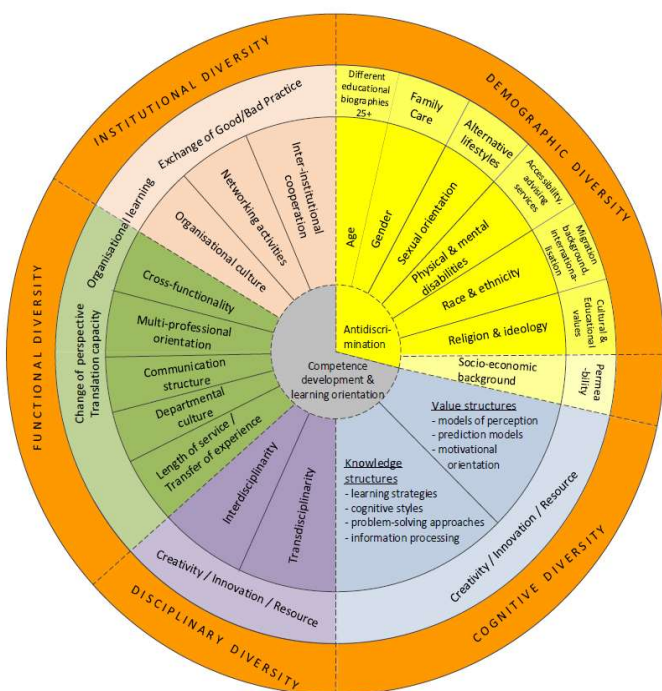 INSTITUTIONAL DIVERSITY
DEMOGRAPHIC DIVERSITY
COGNITIVE DIVERSITY
DISCIPLINARY DIVERSITY
FUNCTIONAL DIVERSITY
Exchange of Good/Bad Practice
Organisational learning
Inter-institutional
cooperation
Networking activities
Organisational culture
Different
educational
biographies
25+
Family
Care
Alternative
lifestyles
Accessibility,
advising
services
Migration
background,
internationa-
lisation
Cultural &
Educational
values
Permea
-bility
Age
Gender
Sexual orientation
Physical & mental
disabilities
Race & ethnicity
Religion & ideology
Socio-economic
background
Antidiscri-
mination
Competence
development &
learning orientation
Value structures
- models of perception
- prediction models
- motivational
orientation
Knowledge
structures
- learning strategies
- cognitive styles
- problem-solving approaches
- information processing
Creativity / Innovation / Resource
Transdisciplinarity
Interdisciplinarity
Creativity / Innovation / Resource
Change of perspective
Translation capacity
Cross-functionality
Multi-professional
orientation
Communication
structure
Departmental
culture
Length of service /
Transfer of experience